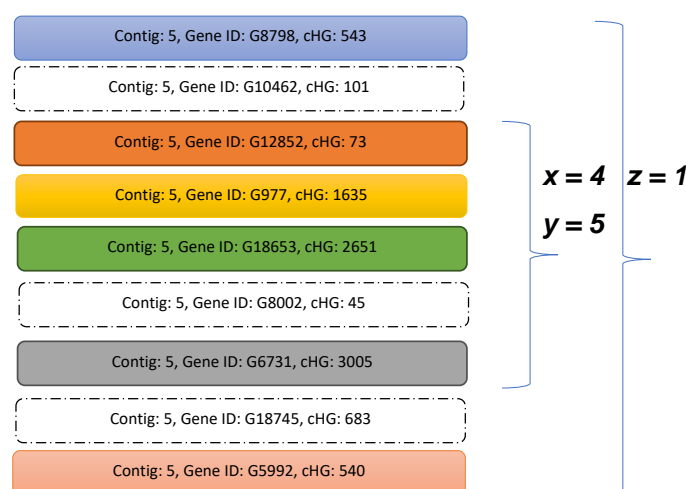 Contig: 5, Gene ID: G8798, cHG: 543
Contig: 5, Gene ID: G10462, cHG: 101
Contig: 5, Gene ID: G12852, cHG: 73
Contig: 5, Gene ID: G977, cHG: 1635
x = 4 z = 1
y = 5
Contig: 5, Gene ID: G18653, cHG: 2651
Contig: 5, Gene ID: G8002, cHG: 45
Contig: 5, Gene ID: G6731, cHG: 3005
Contig: 5, Gene ID: G18745, cHG: 683
Contig: 5, Gene ID: G5992, cHG: 540